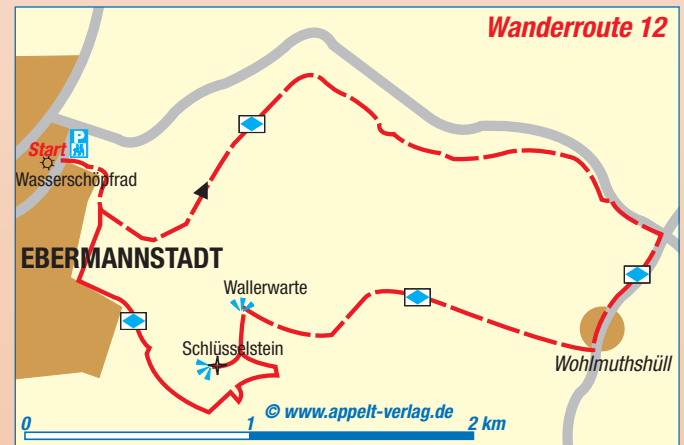 Wanderroute 12
P
Start
Wasserschöpfrad
EBERMANNSTADT
Wallerwarte
Schlüsselstein
Wohlmuthshüll
© www.appelt-verlag.de
0 1 2 km